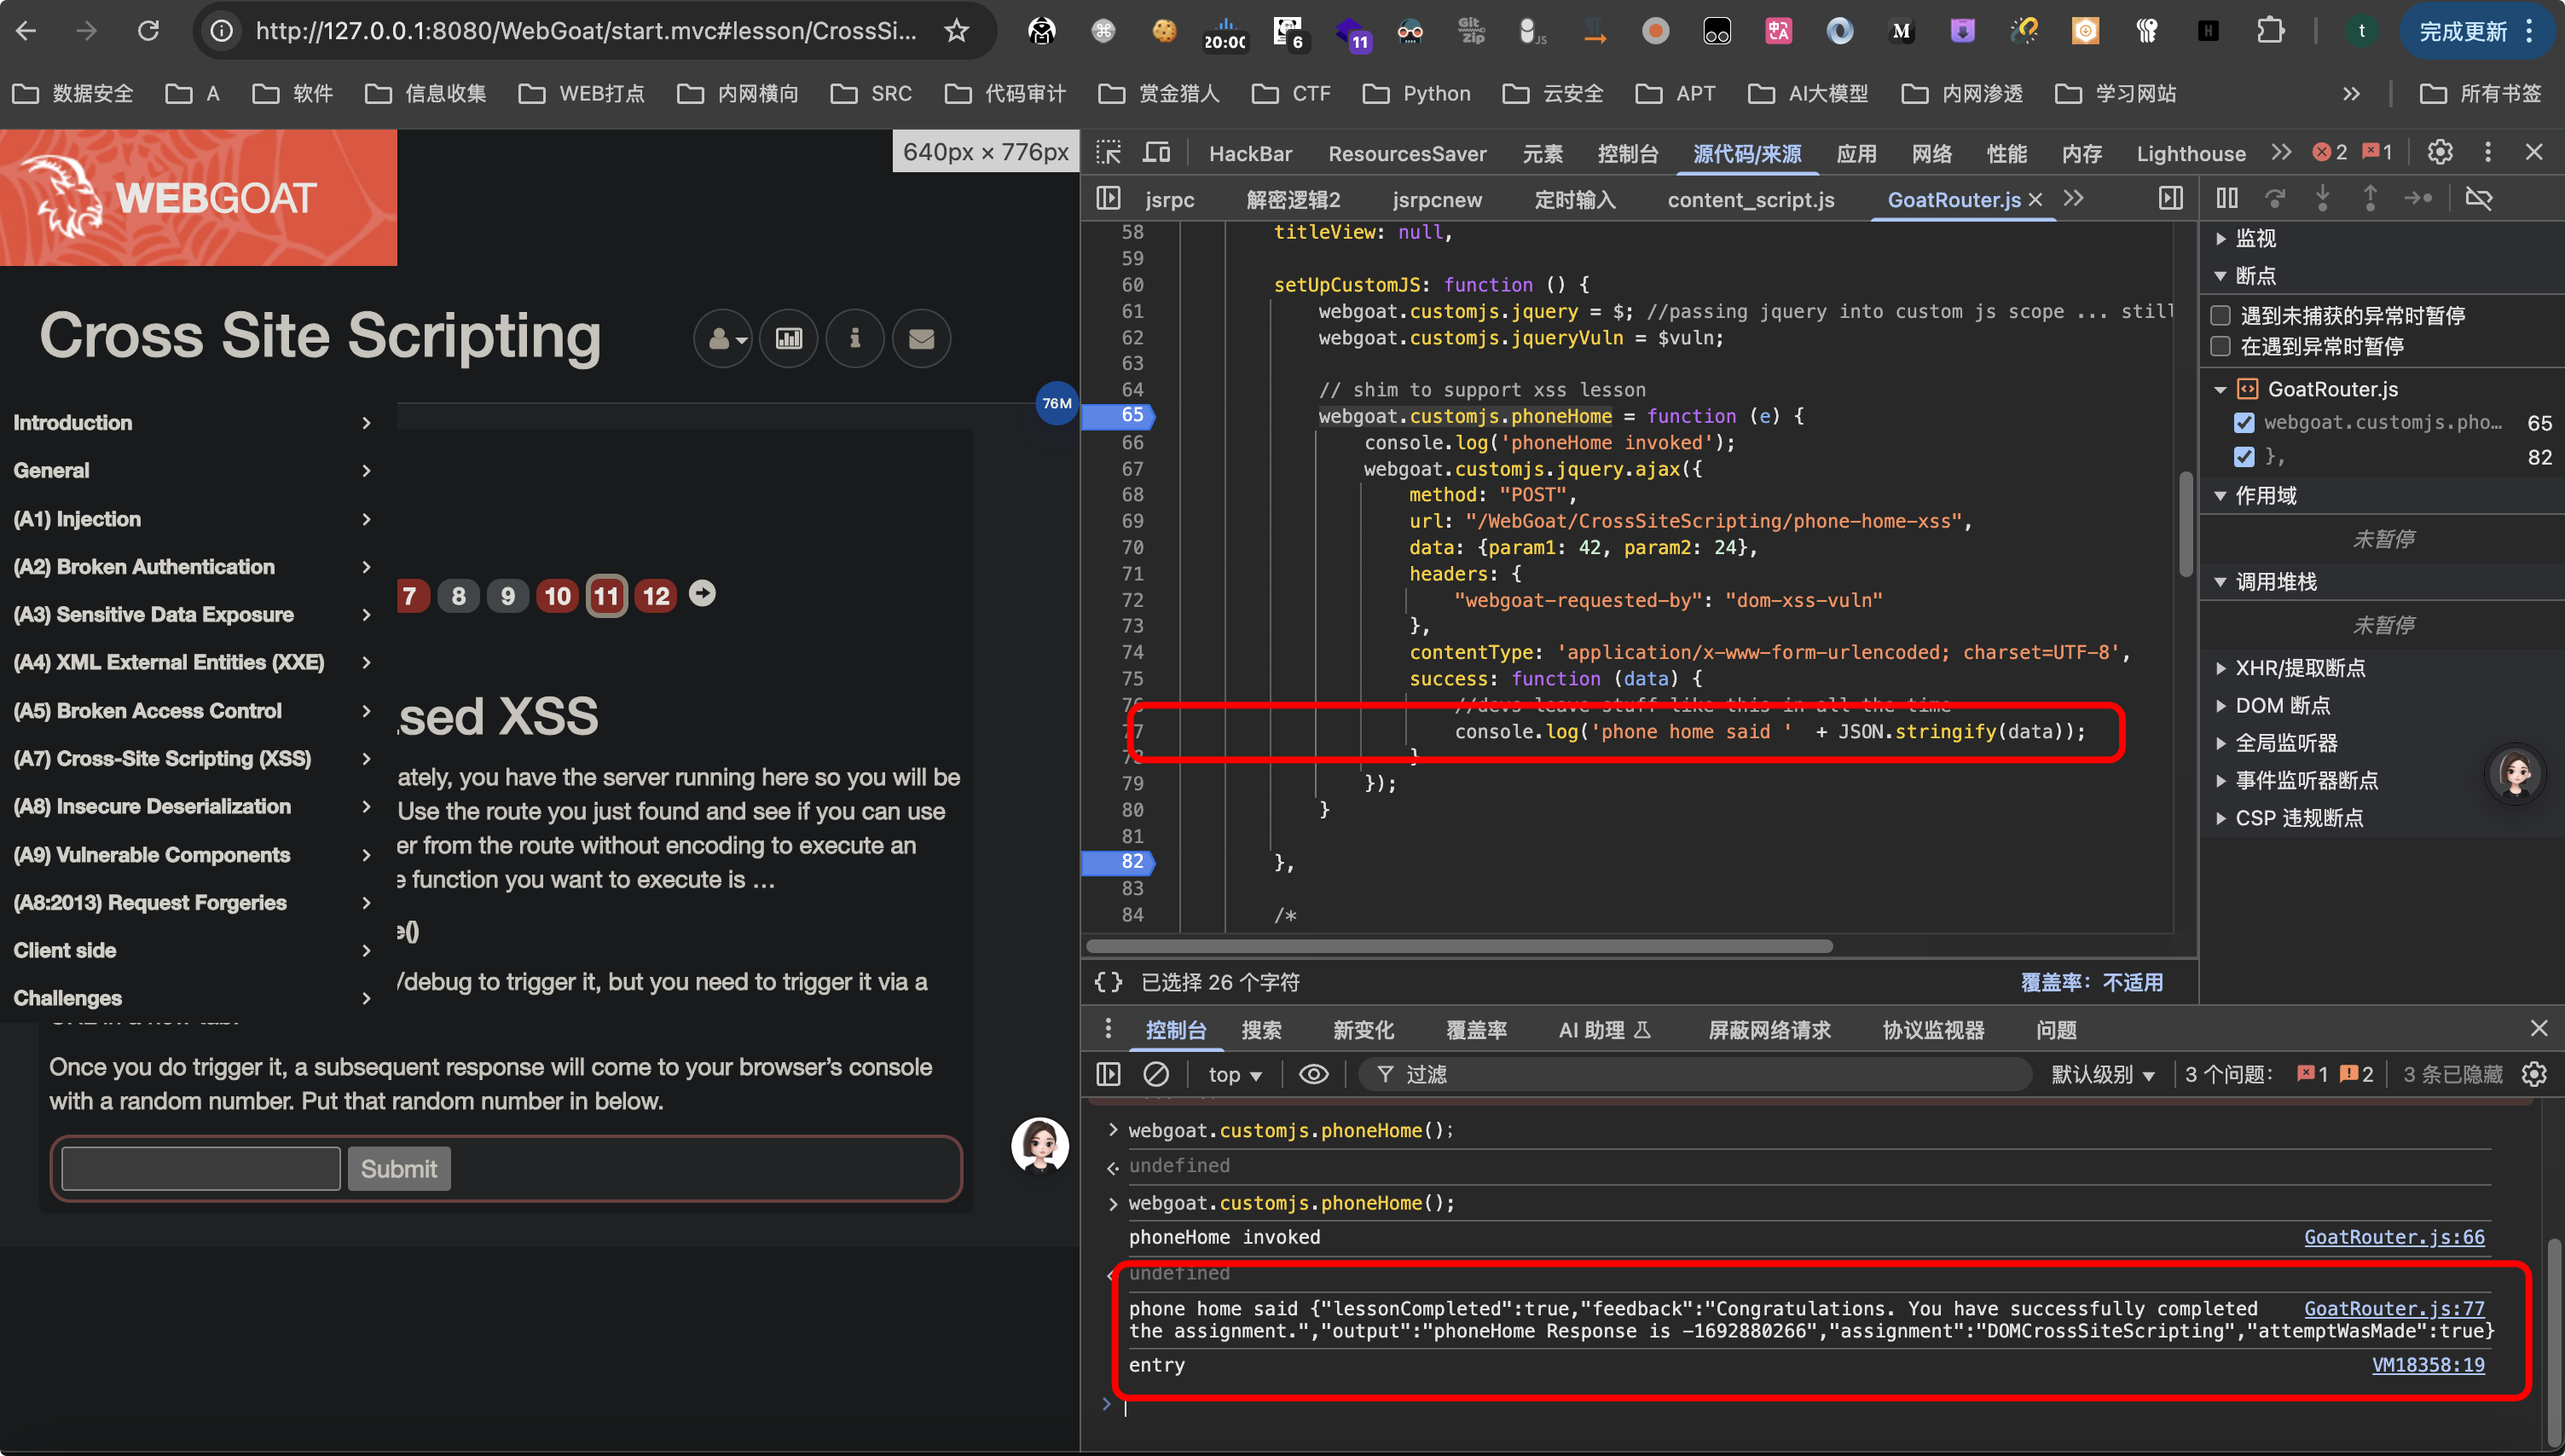 http://127.0.0.1:8080/WebGoat/start.mvc#lesson/CrossSi...
20:00
6
11
Git
Zip
JS
M
H
t
完成更新
数据安全
A
软件
信息收集
WEB打点
内网横向
SRC
代码审计
赏金猎人
CTF
Python
云安全
APT
AI大模型
内网渗透
学习网站
所有书签
WEBGOAT
640px × 776px
Cross Site Scripting
76M
Introduction
General
(A1) Injection
(A2) Broken Authentication
(A3) Sensitive Data Exposure
(A4) XML External Entities (XXE)
(A5) Broken Access Control
(A7) Cross-Site Scripting (XSS)
(A8) Insecure Deserialization
(A9) Vulnerable Components
(A8:2013) Request Forgeries
Client side
Challenges
7 8 9 10 11 12
sed XSS
ately, you have the server running here so you will be
Use the route you just found and see if you can use
er from the route without encoding to execute an
e function you want to execute is …
e()
/debug to trigger it, but you need to trigger it via a
Once you do trigger it, a subsequent response will come to your browser’s console
with a random number. Put that random number in below.
Submit
HackBar
ResourcesSaver
元素
控制台
源代码/来源
应用
网络
性能
内存
Lighthouse
2
1
jsrpc
解密逻辑2
jsrpcnew
定时输入
content_script.js
GoatRouter.js
58 titleView: null,
59
60 setUpCustomJS: function () {
61 webgoat.customjs.jquery = $; //passing jquery into custom js scope ... still
62 webgoat.customjs.jqueryVuln = $vuln;
63
64 // shim to support xss lesson
65 webgoat.customjs.phoneHome = function (e) {
66 console.log('phoneHome invoked');
67 webgoat.customjs.jquery.ajax({
68 method: "POST",
69 url: "/WebGoat/CrossSiteScripting/phone-home-xss",
70 data: {param1: 42, param2: 24},
71 headers: {
72 "webgoat-requested-by": "dom-xss-vuln"
73 },
74 contentType: 'application/x-www-form-urlencoded; charset=UTF-8',
75 success: function (data) {
76 //devs leave stuff like this in all the time
77 console.log('phone home said ' + JSON.stringify(data));
78 }
79 });
80 }
81
82 },
83
84 /*
{} 已选择 26 个字符
覆盖率：不适用
监视
断点
遇到未捕获的异常时暂停
在遇到异常时暂停
GoatRouter.js
webgoat.customjs.pho… 65
}, 82
作用域
未暂停
调用堆栈
未暂停
XHR/提取断点
DOM 断点
全局监听器
事件监听器断点
CSP 违规断点
控制台
搜索
新变化
覆盖率
AI 助理
屏蔽网络请求
协议监视器
问题
top
过滤
默认级别
3 个问题：
1
2
3 条已隐藏
webgoat.customjs.phoneHome();
undefined
webgoat.customjs.phoneHome();
phoneHome invoked GoatRouter.js:66
undefined
phone home said {"lessonCompleted":true,"feedback":"Congratulations. You have successfully completed GoatRouter.js:77
the assignment.","output":"phoneHome Response is -1692880266","assignment":"DOMCrossSiteScripting","attemptWasMade":true}
entry VM18358:19